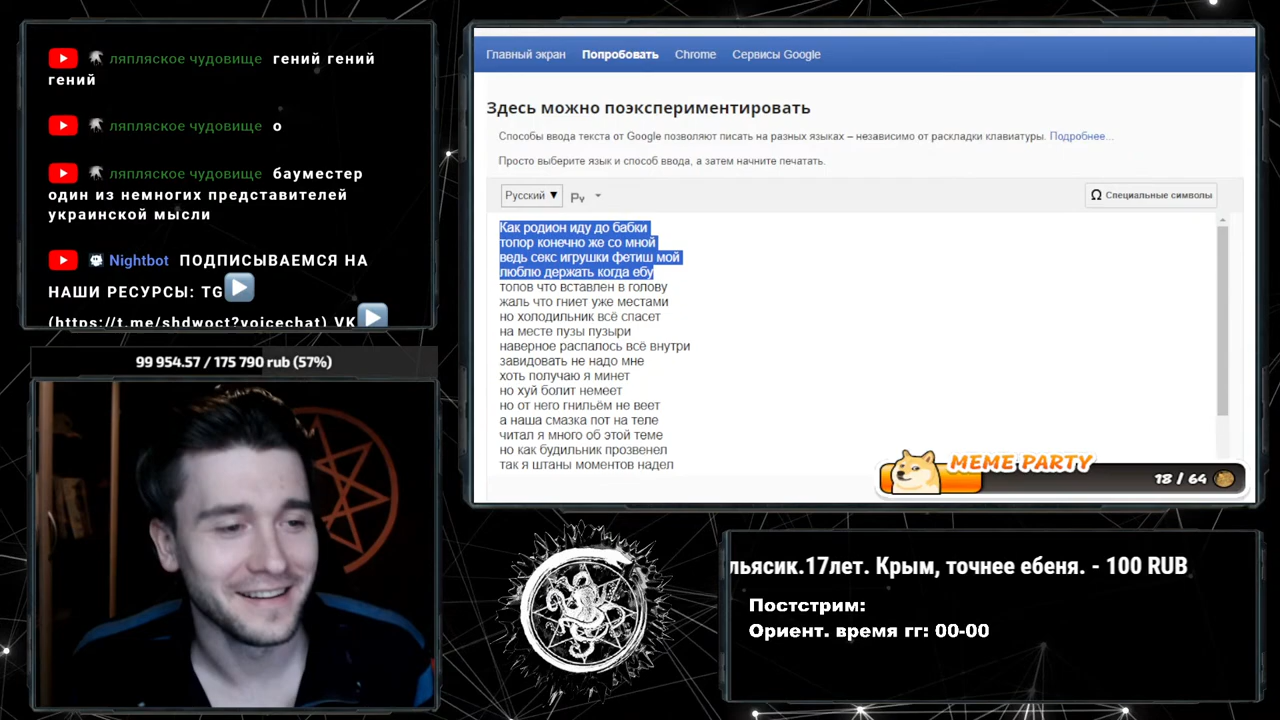 ляпляское чудовище гений гений
гений
ляпляское чудовище о
ляпляское чудовище бауместер
один из немногих представителей
украинской мысли
Nightbot ПОДПИСЫВАЕМСЯ НА
НАШИ РЕСУРСЫ: TG
(https://t.me/shdwoct?voicechat) VK
99 954.57 / 175 790 rub (57%)
Главный экран Попробовать Chrome Сервисы Google
Здесь можно поэкспериментировать
Способы ввода текста от Google позволяют писать на разных языках – независимо от раскладки клавиатуры. Подробнее...
Просто выберите язык и способ ввода, а затем начните печатать.
Русский ▼ Ру Ω Специальные символы
Как родион иду до бабки
топор конечно же со мной
ведь секс игрушки фетиш мой
люблю держать когда ебу
топов что вставлен в голову
жаль что гниет уже местами
но холодильник всё спасет
на месте пузы пузыри
наверное распалось всё внутри
завидовать не надо мне
хоть получаю я минет
но хуй болит немеет
но от него гнильём не веет
а наша смазка пот на теле
читал я много об этой теме
но как будильник прозвенел
так я штаны моментов надел
MEME PARTY
18 / 64
льясик.17лет. Крым, точнее ебеня. - 100 RUB
Постстрим:
Ориент. время гг: 00-00